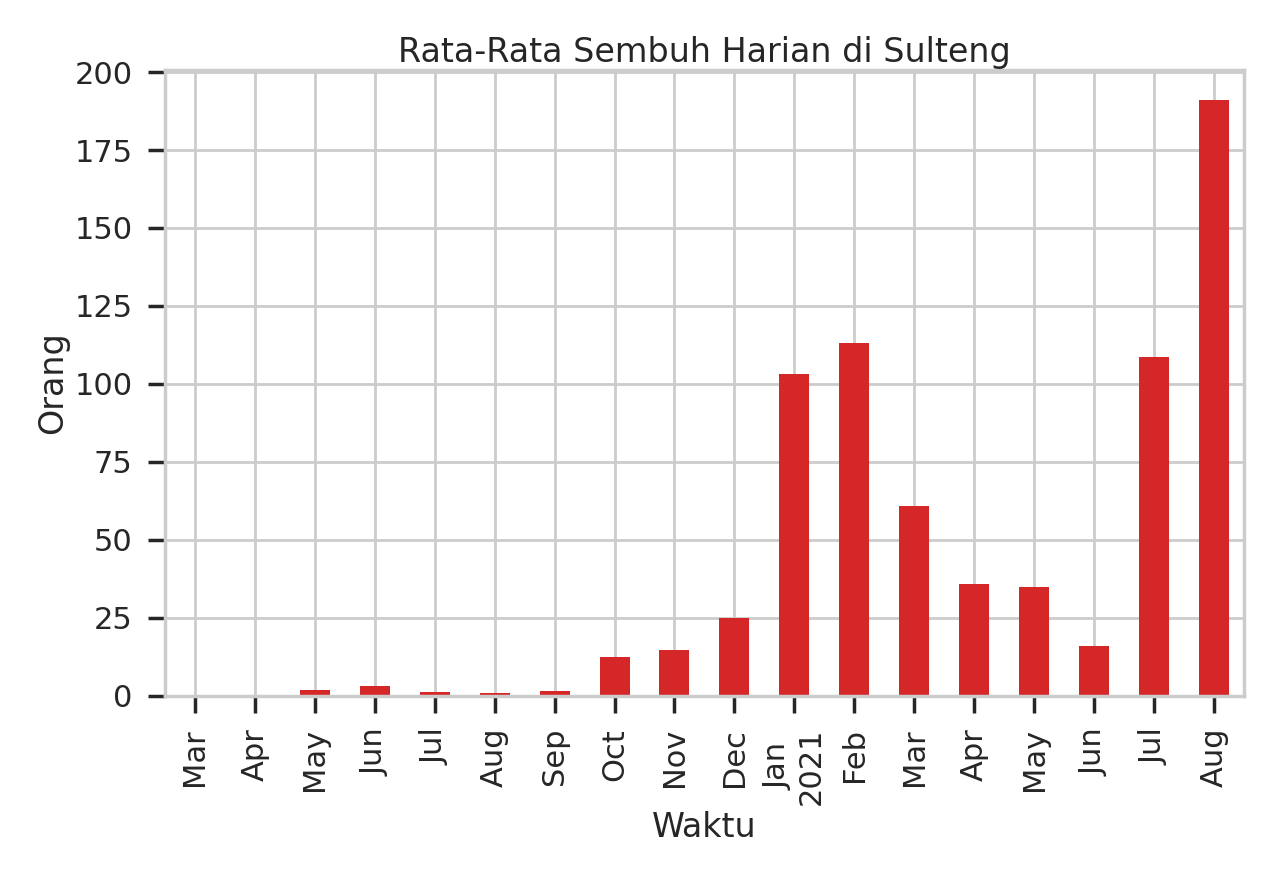 Rata-Rata Sembuh Harian di Sulteng
200
175
150
125
100
75
50
25
0
Orang
Mar
Apr
May
Jun
Jul
Aug
Sep
Oct
Nov
Dec
Jan
2021
Feb
Mar
Apr
May
Jun
Jul
Aug
Waktu